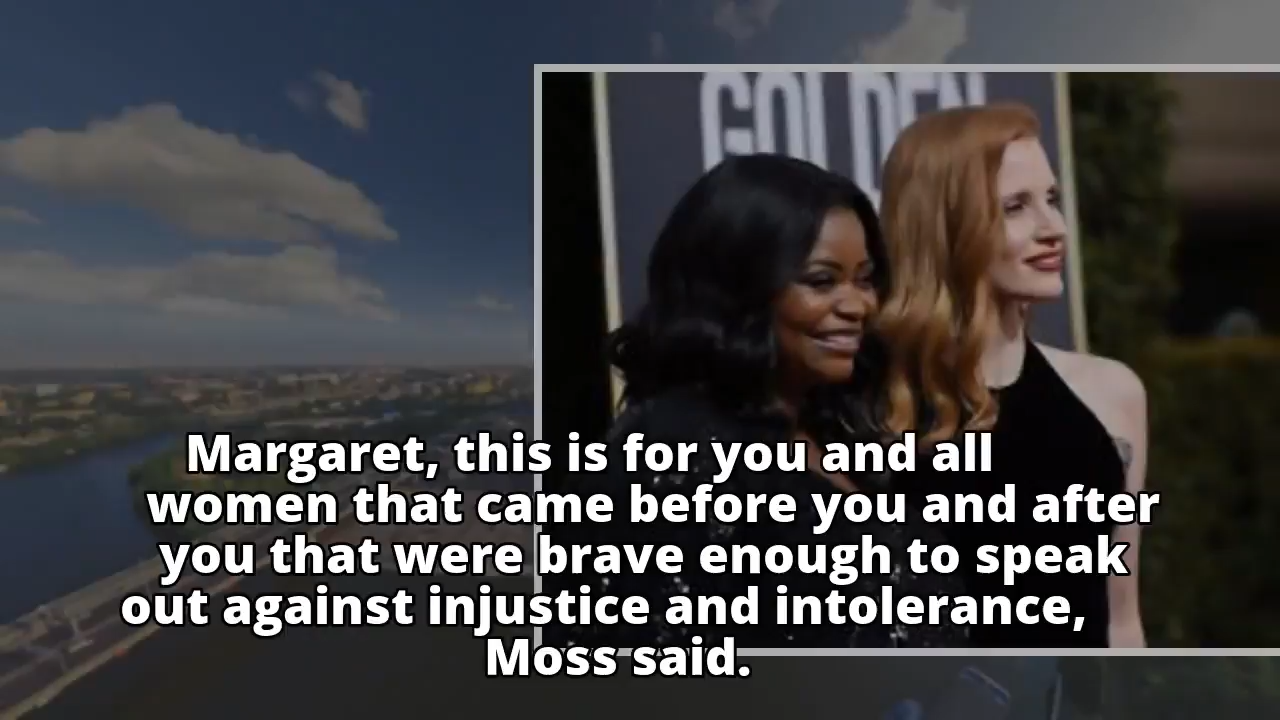 GOLDEN
Margaret, this is for you and all
women that came before you and after
you that were brave enough to speak
out against injustice and intolerance,
Moss said.